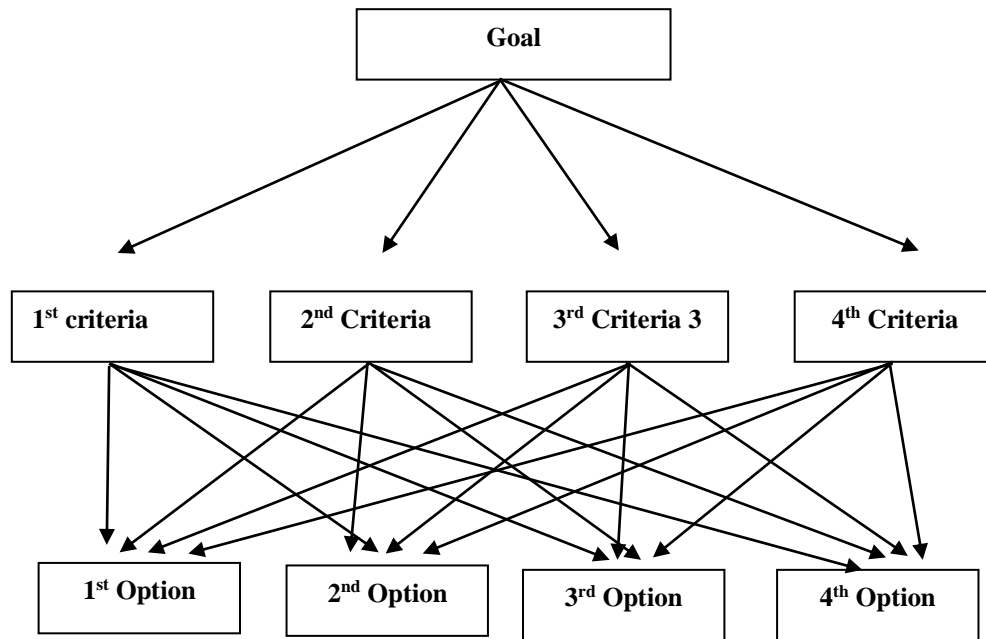 Goal
1st criteria
2nd Criteria
3rd Criteria 3
4th Criteria
1st Option
2nd Option
3rd Option
4th Option